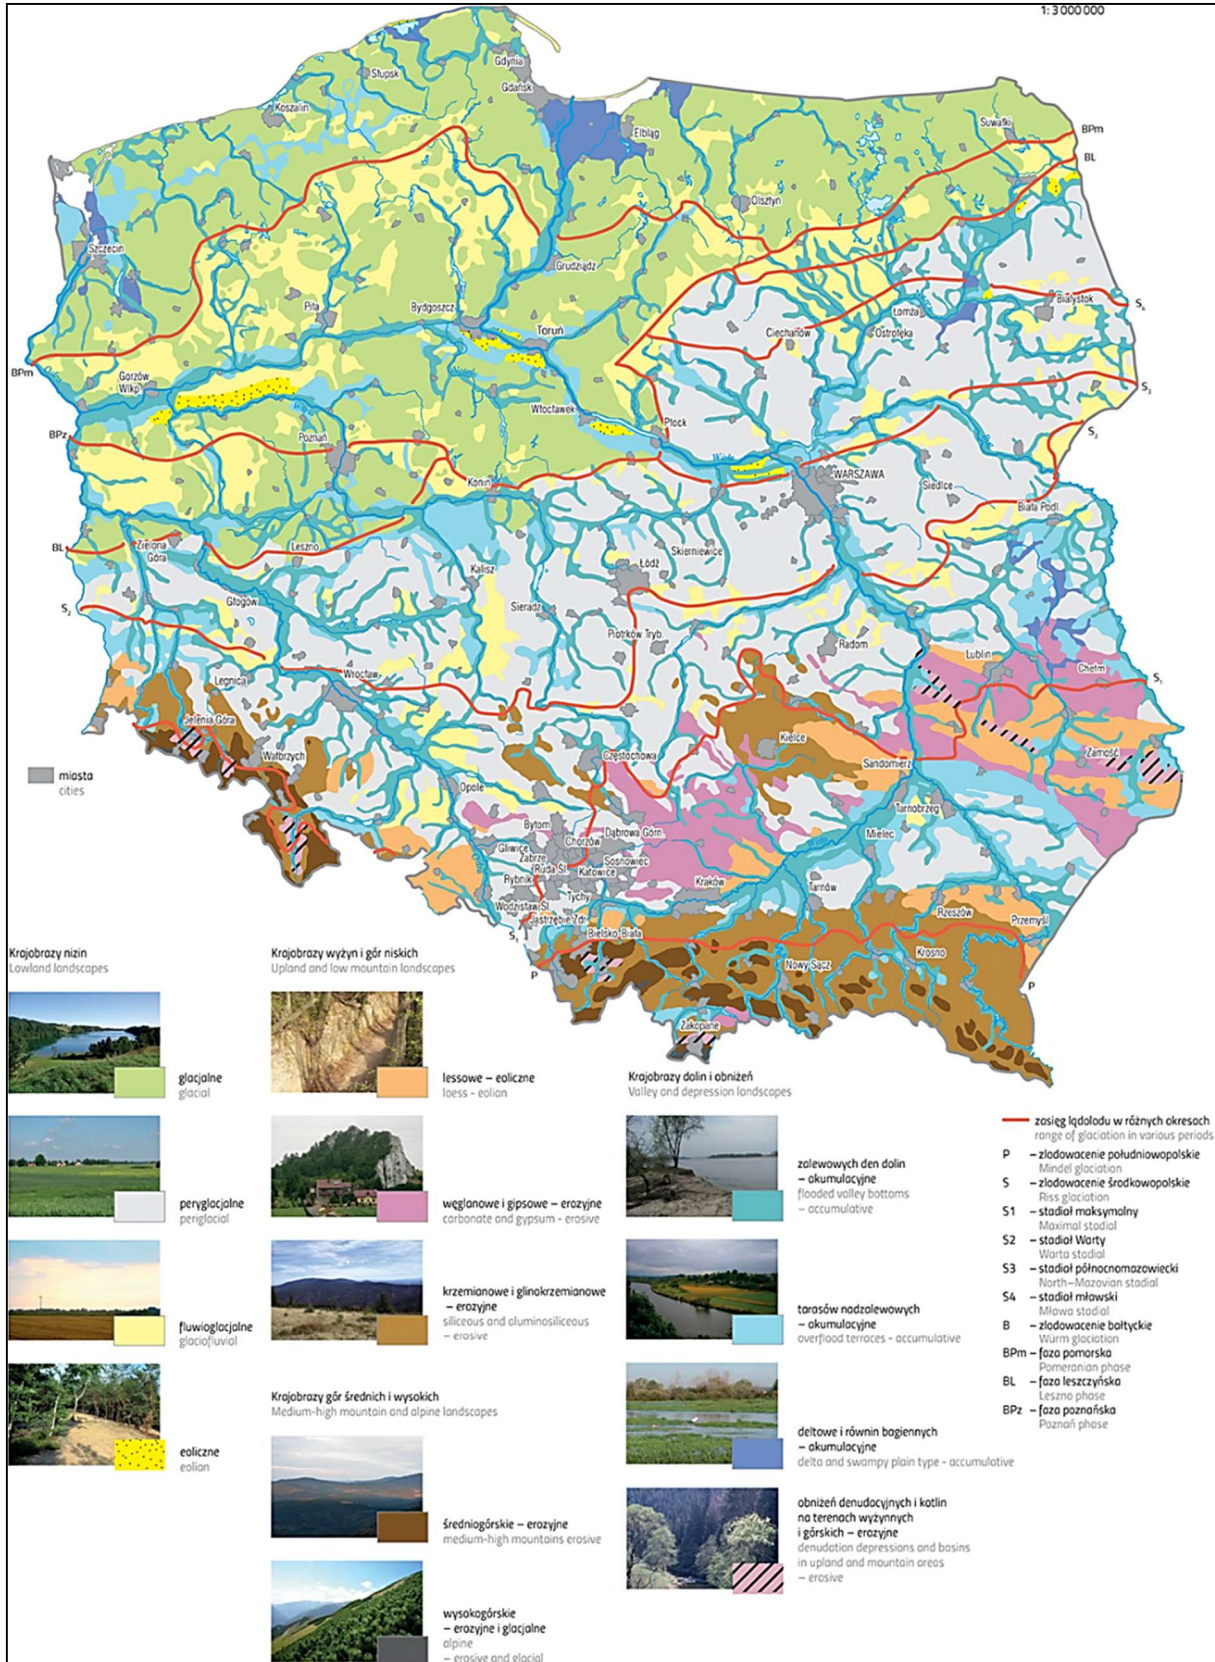 1: 3 000 000
Słupsk
Gdynia
Gdańsk
Koszalin
Elbląg
Suwałki
BPm
BL
Olsztyn
Szczecin
Grudziądz
Piła
Bydgoszcz
Toruń
Łomża
Białystok
Ciechanów
Ostrołęka
S₄
BPm
Odra
Gorzów
Wlkp.
Noteć
Warta
Włocławek
Płock
S₃
BPz
Poznań
S₂
Wisła
Konin
WARSZAWA
Siedlce
Biała Podl.
BL
Zielona
Góra
Leszno
Skierniewice
Łódź
Kalisz
S₂
Głogów
Sieradz
Piotrków Tryb.
Radom
Lublin
Chełm
Wrocław
Legnica
S₁
Jelenia Góra
Wałbrzych
Częstochowa
Kielce
Sandomierz
Zamość
miasta
cities
Opole
Tarnobrzeg
Bytom
Dąbrowa Górn.
Mielec
Gliwice
Chorzów
Zabrze
Sosnowiec
Ruda Śl.
Katowice
Wisła
Odra
Rybnik
Tychy
Kraków
Tarnów
Wodzisław Śl.
Rzeszów
Jastrzębie Zdr.
Przemyśl
S₁
Bielsko-Biała
Krosno
P
Nowy Sącz
P
Zakopane
Krajobrazy nizin
Lowland landscapes
glacjalne
glacial
peryglacjalne
periglacial
fluwioglacjalne
glaciofluvial
eoliczne
eolian
Krajobrazy wyżyn i gór niskich
Upland and low mountain landscapes
lessowe – eoliczne
loess - eolian
węglanowe i gipsowe – erozyjne
carbonate and gypsum - erosive
krzemianowe i glinokrzemianowe
– erozyjne
siliceous and aluminosiliceous
– erosive
Krajobrazy gór średnich i wysokich
Medium-high mountain and alpine landscapes
średniogórskie – erozyjne
medium-high mountains erosive
wysokogórskie
– erozyjne i glacjalne
alpine
– erosive and glacial
Krajobrazy dolin i obniżeń
Valley and depression landscapes
zalewowych den dolin
– akumulacyjne
flooded valley bottoms
– accumulative
tarasów nadzalewowych
– akumulacyjne
overflood terraces - accumulative
deltowe i równin bagiennych
– akumulacyjne
delta and swampy plain type - accumulative
obniżeń denudacyjnych i kotlin
na terenach wyżynnych
i górskich – erozyjne
denudation depressions and basins
in upland and mountain areas
– erosive
zasięg lądolodu w różnych okresach
range of glaciation in various periods
P – zlodowacenie południowopolskie
Mindel glaciation
S – zlodowacenie środkowopolskie
Riss glaciation
S1 – stadiał maksymalny
Maximal stadial
S2 – stadiał Warty
Warta stadial
S3 – stadiał północnomazowiecki
North–Mazovian stadial
S4 – stadiał mławski
Mława stadial
B – zlodowacenie bałtyckie
Würm glaciation
BPm – faza pomorska
Pomeranian phase
BL – faza leszczyńska
Leszno phase
BPz – faza poznańska
Poznań phase